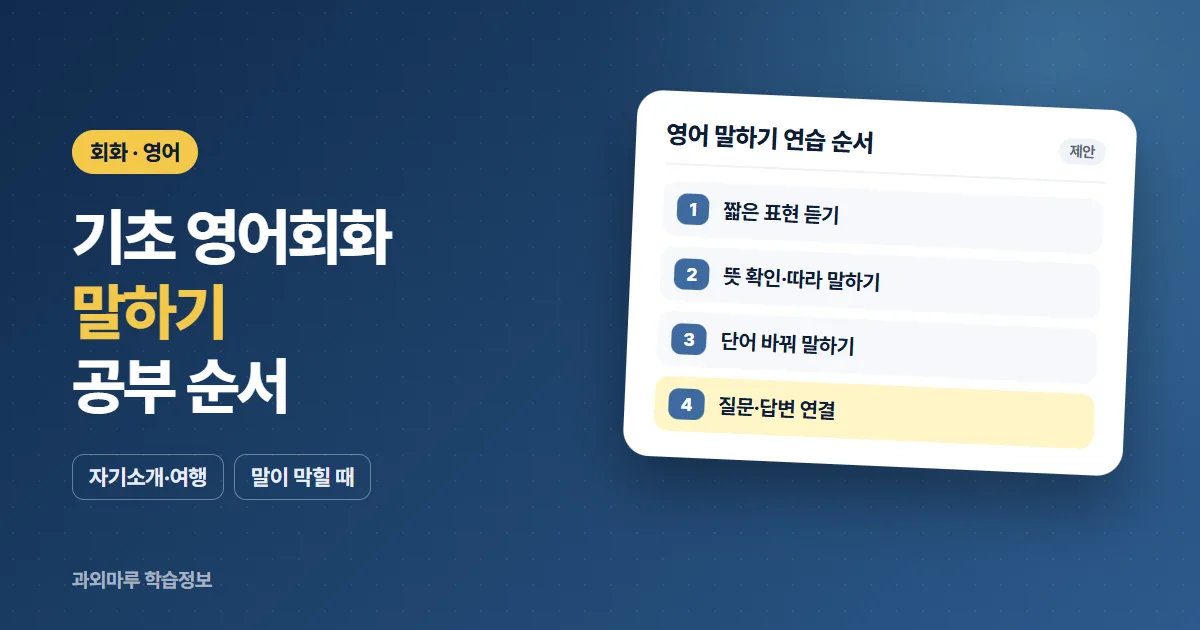 회화 · 영어
기초 영어회화
말하기
공부 순서
자기소개·여행
말이 막힐 때
과외마루 학습정보
영어 말하기 연습 순서
제안
1 짧은 표현 듣기
2 뜻 확인·따라 말하기
3 단어 바꿔 말하기
4 질문·답변 연결